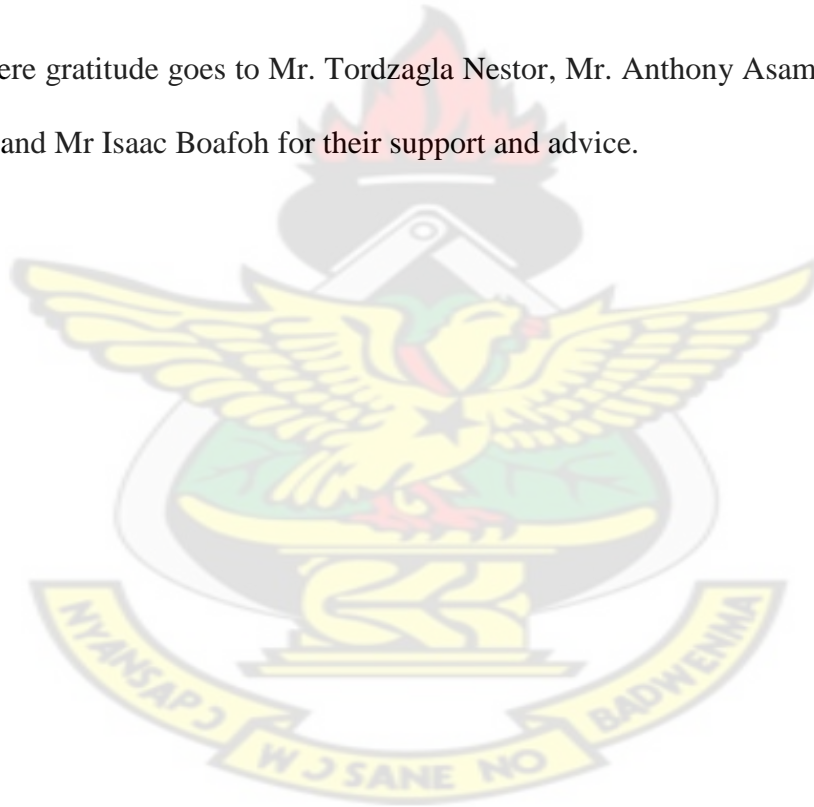 ere gratitude goes to Mr. Tordzagla Nestor, Mr. Anthony Asam
and Mr Isaac Boafoh for their support and advice.
NYANSAPƆ
WƆSANE NO
BADWENMA